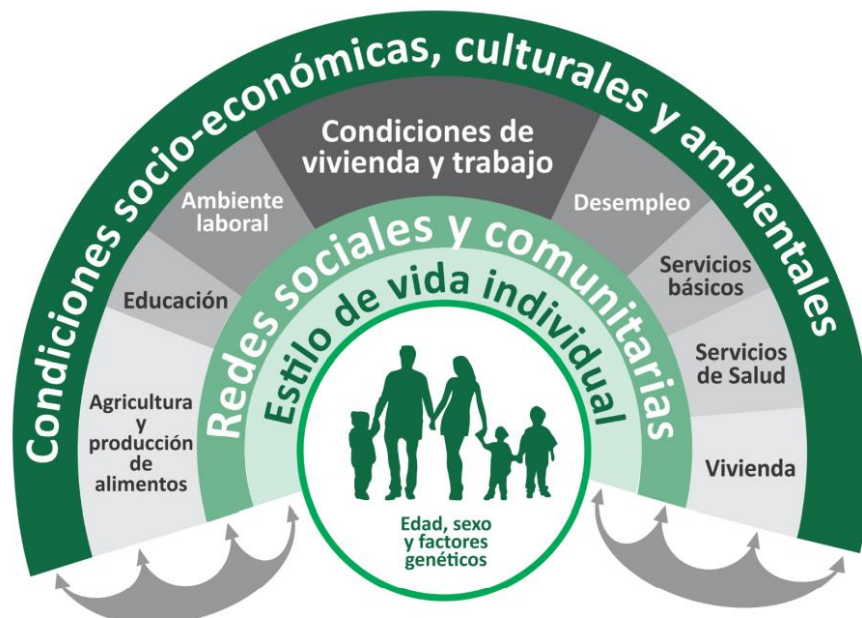 Condiciones socio-económicas, culturales y ambientales
Condiciones de
vivienda y trabajo
Ambiente
laboral
Desempleo
Educación
Servicios
básicos
Agricultura
y
producción
de
alimentos
Servicios
de Salud
Vivienda
Redes sociales y comunitarias
Estilo de vida individual
Edad, sexo
y factores
genéticos